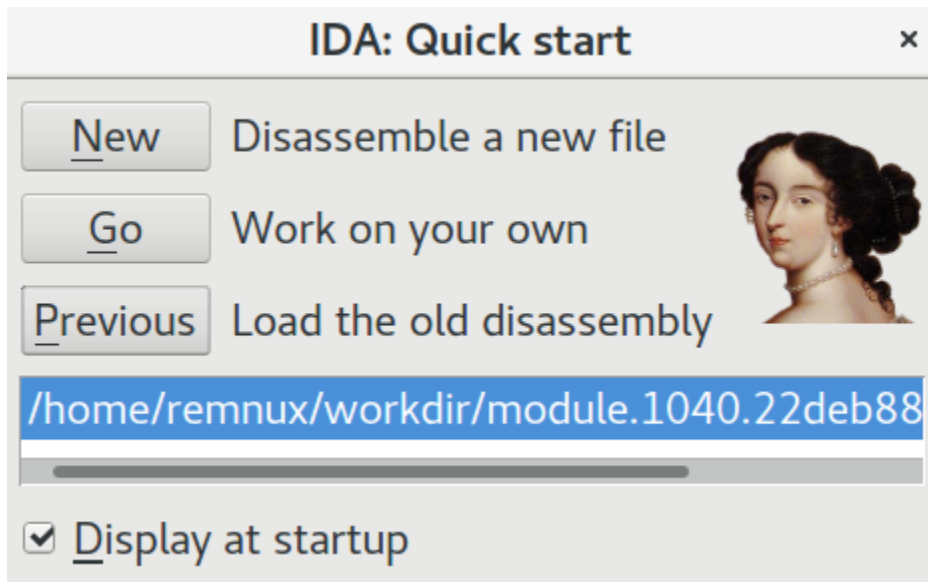 IDA: Quick start ×
New Disassemble a new file
Go Work on your own
Previous Load the old disassembly
/home/remnux/workdir/module.1040.22deb88
Display at startup